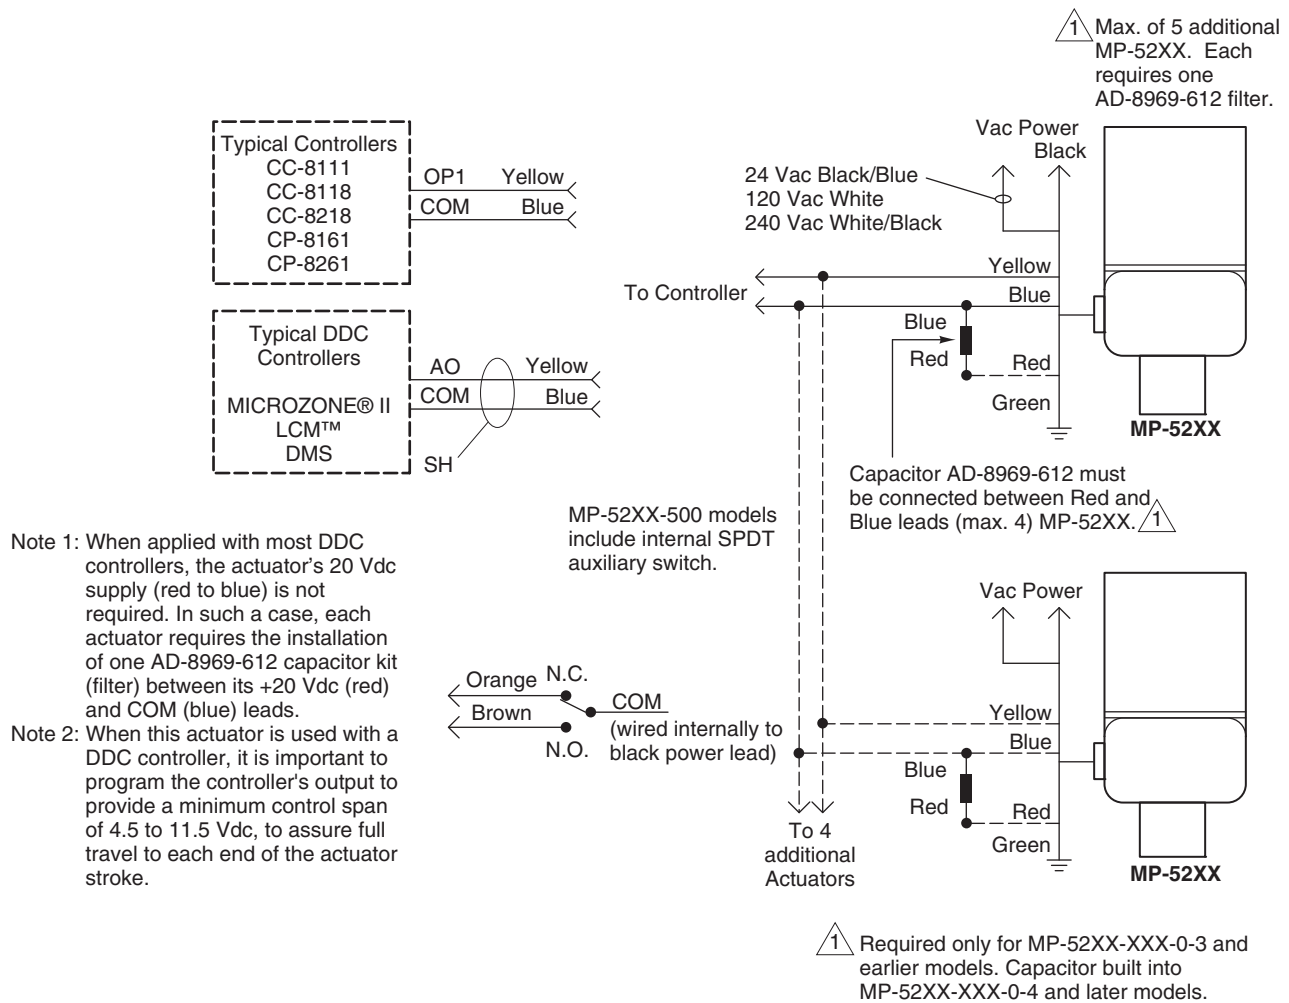 1 Max. of 5 additional
MP-52XX. Each
requires one
AD-8969-612 filter.
Typical Controllers
CC-8111
CC-8118
CC-8218
CP-8161
CP-8261
OP1 Yellow
COM Blue
Vac Power
Black
24 Vac Black/Blue
120 Vac White
240 Vac White/Black
Yellow
Blue
To Controller
Blue
Red
Red
Green
MP-52XX
Typical DDC
Controllers
MICROZONE® II
LCM™
DMS
AO Yellow
COM Blue
SH
Capacitor AD-8969-612 must
be connected between Red and
Blue leads (max. 4) MP-52XX. 1
MP-52XX-500 models
include internal SPDT
auxiliary switch.
Note 1: When applied with most DDC
controllers, the actuator's 20 Vdc
supply (red to blue) is not
required. In such a case, each
actuator requires the installation
of one AD-8969-612 capacitor kit
(filter) between its +20 Vdc (red)
and COM (blue) leads.
Note 2: When this actuator is used with a
DDC controller, it is important to
program the controller's output to
provide a minimum control span
of 4.5 to 11.5 Vdc, to assure full
travel to each end of the actuator
stroke.
Orange N.C.
Brown
N.O.
COM
(wired internally to
black power lead)
Vac Power
Yellow
Blue
Blue
Red
Red
Green
MP-52XX
To 4
additional
Actuators
1 Required only for MP-52XX-XXX-0-3 and
earlier models. Capacitor built into
MP-52XX-XXX-0-4 and later models.